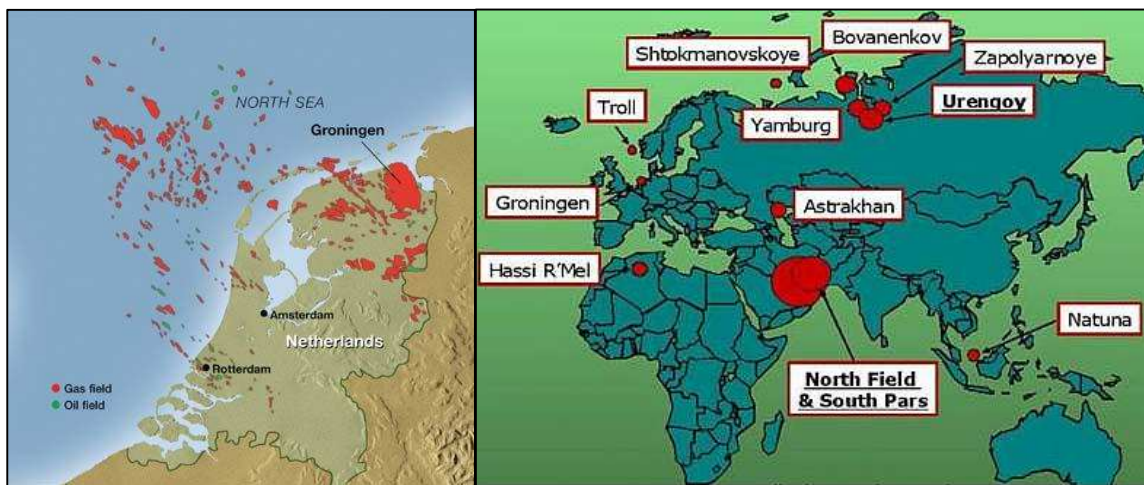 NORTH SEA
Groningen
Amsterdam
Netherlands
Rotterdam
Gas field
Oil field
Bovanenkov
Shtokmanovskoye
Zapolyarnoye
Troll
Urengoy
Yamburg
Groningen
Astrakhan
Hassi R'Mel
Natuna
North Field
& South Pars